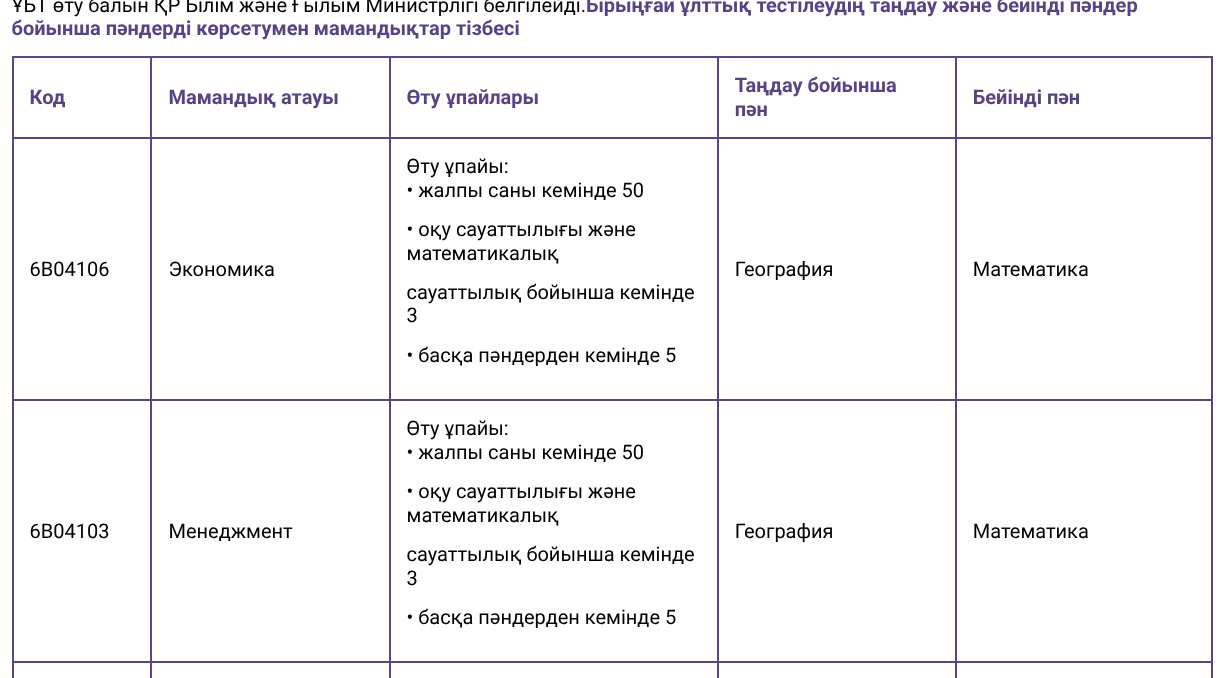 ҰБТ өту балын ҚР Білім және Ғылым Министрлігі белгілейді.Бірыңғай ұлттық тестілеудің таңдау және бейінді пәндер
бойынша пәндерді көрсетумен мамандықтар тізбесі
Код
Мамандық атауы
Өту ұпайлары
Таңдау бойынша
пән
Бейінді пән
6B04106
Экономика
Өту ұпайы:
• жалпы саны кемінде 50
• оқу сауаттылығы және
математикалық
сауаттылық бойынша кемінде
3
• басқа пәндерден кемінде 5
География
Математика
6B04103
Менеджмент
Өту ұпайы:
• жалпы саны кемінде 50
• оқу сауаттылығы және
математикалық
сауаттылық бойынша кемінде
3
• басқа пәндерден кемінде 5
География
Математика